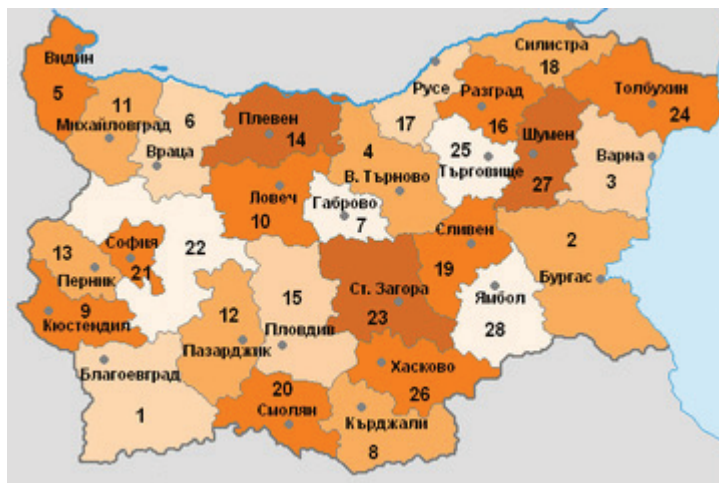 Видин
5
11
Михайловград
6
Враца
Плевен
14
Русе
17
Силистра
18
Разград
16
Толбухин
24
Шумен
27
25
Търговище
Варна
3
4
В. Търново
Ловеч
10
Габрово
7
София
21
22
13
Перник
9
Кюстендил
Сливен
19
2
Бургас
Ст. Загора
23
Ямбол
28
15
Пловдив
12
Пазарджик
Благоевград
1
Хасково
26
20
Смолян
Кърджали
8